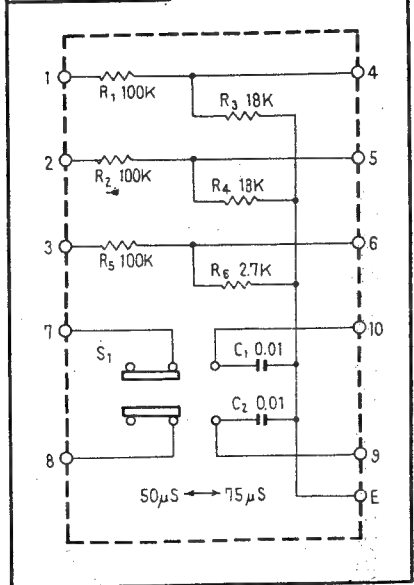 1
4
R1 100K
R3 18K
2
5
R2 100K
R4 18K
3
6
R5 100K
R6 2.7K
7
10
S1
C1 0.01
C2 0.01
8
9
50µS ↔ 75µS
E